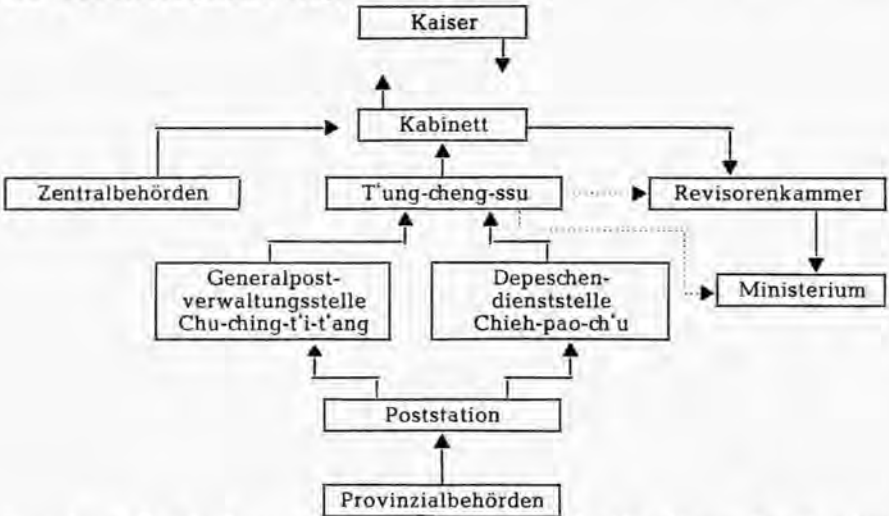 Kaiser
Kabinett
Zentralbehörden
T'ung-cheng-ssu
Revisorenkammer
Generalpost-
verwaltungsstelle
Chu-ching-t'i-t'ang
Depeschen-
dienststelle
Chieh-pao-ch'u
Ministerium
Poststation
Provinzialbehörden